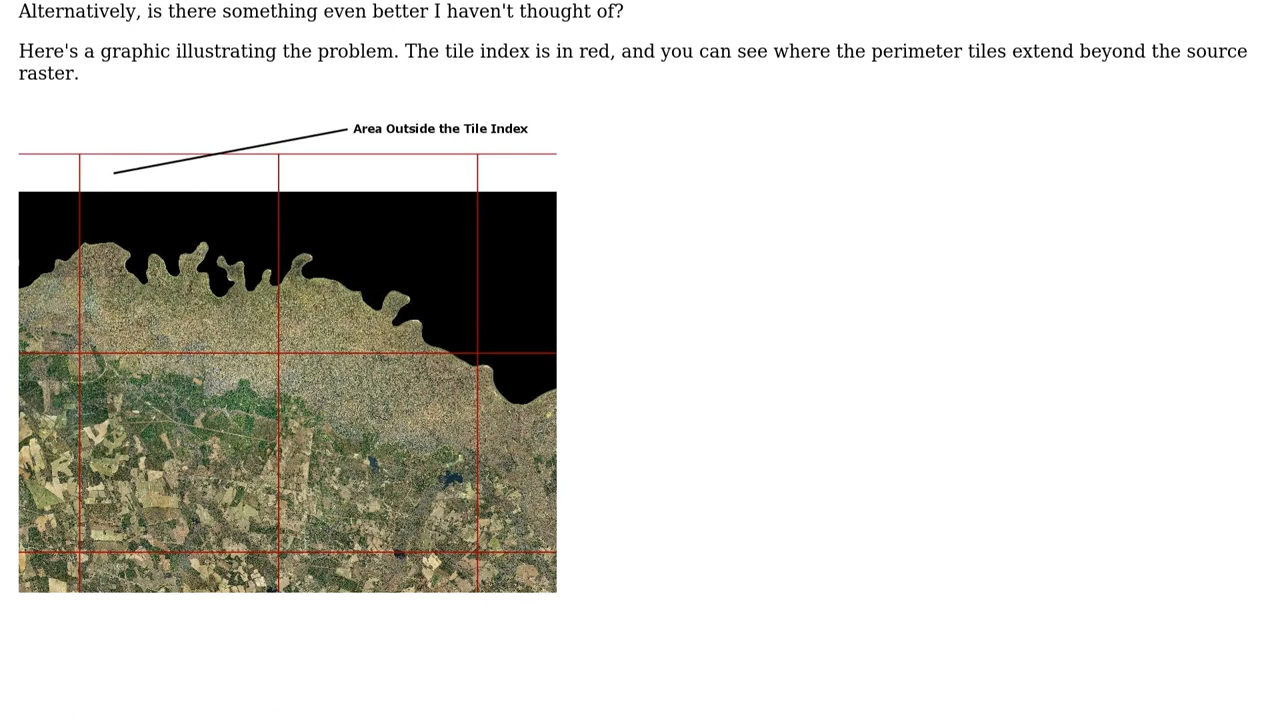 Alternatively, is there something even better I haven't thought of?
Here's a graphic illustrating the problem. The tile index is in red, and you can see where the perimeter tiles extend beyond the source
raster.
Area Outside the Tile Index